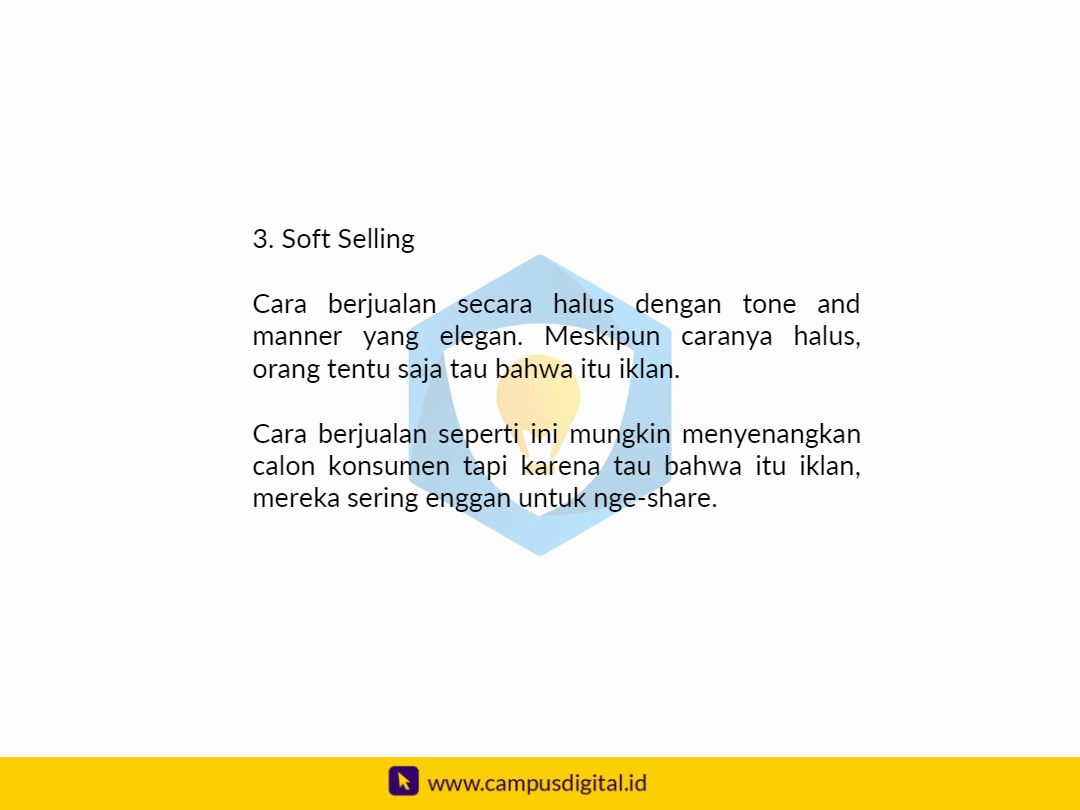 3. Soft Selling
Cara berjualan secara halus dengan tone and
manner yang elegan. Meskipun caranya halus,
orang tentu saja tau bahwa itu iklan.
Cara berjualan seperti ini mungkin menyenangkan
calon konsumen tapi karena tau bahwa itu iklan,
mereka sering enggan untuk nge-share.
www.campusdigital.id